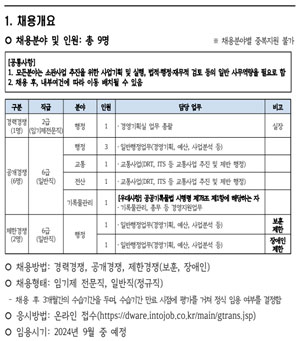 1. 채용개요
○ 채용분야 및 인원: 총 9명
※ 채용분야별 중복지원 불가
[공통사항]
1. 모든분야는 소관사업 추진을 위한 사업기획 및 실행, 법적·행정·재무적 검토 등의 일반 사무역량을 필요로 함
2. 채용 후, 내부여건에 따라 이동 배치될 수 있음
구분 직급 분야 인원 담당 업무 비고
경력경쟁 (1명) 2급 (임기제전문직) 행정 1 - 경영기획실 업무 총괄 실장
공개경쟁 (6명) 6급 (일반직) 행정 3 - 일반행정업무(경영기획, 예산, 사업분석 등)
교통 1 - 교통사업(DRT, ITS 등 교통사업 추진 및 제반 행정)
전산 1 - 교통사업(DRT, ITS 등 교통사업 추진 및 제반 행정)
기록물관리 1 [우대사항] 공공기록물법 시행령 제78조 제1항에 해당하는 자
- 기록물관리, 총무 등 경영지원업무
제한경쟁 (2명) 6급 (일반직) 행정 1 - 일반행정업무(경영기획, 예산, 사업분석 등) 보훈 제한
1 - 일반행정업무(경영기획, 예산, 사업분석 등) 장애인 제한
○ 채용방법: 경력경쟁, 공개경쟁, 제한경쟁(보훈, 장애인)
○ 채용형태: 임기제 전문직, 일반직(정규직)
- 채용 후 3개월간의 수습기간을 두며, 수습기간 만료 시점에 평가를 거쳐 정식 임용 여부를 결정함
○ 응시방법: 온라인 접수(https://dware.intojob.co.kr/main/gtrans.jsp)
○ 임용시기: 2024년 9월 중 예정